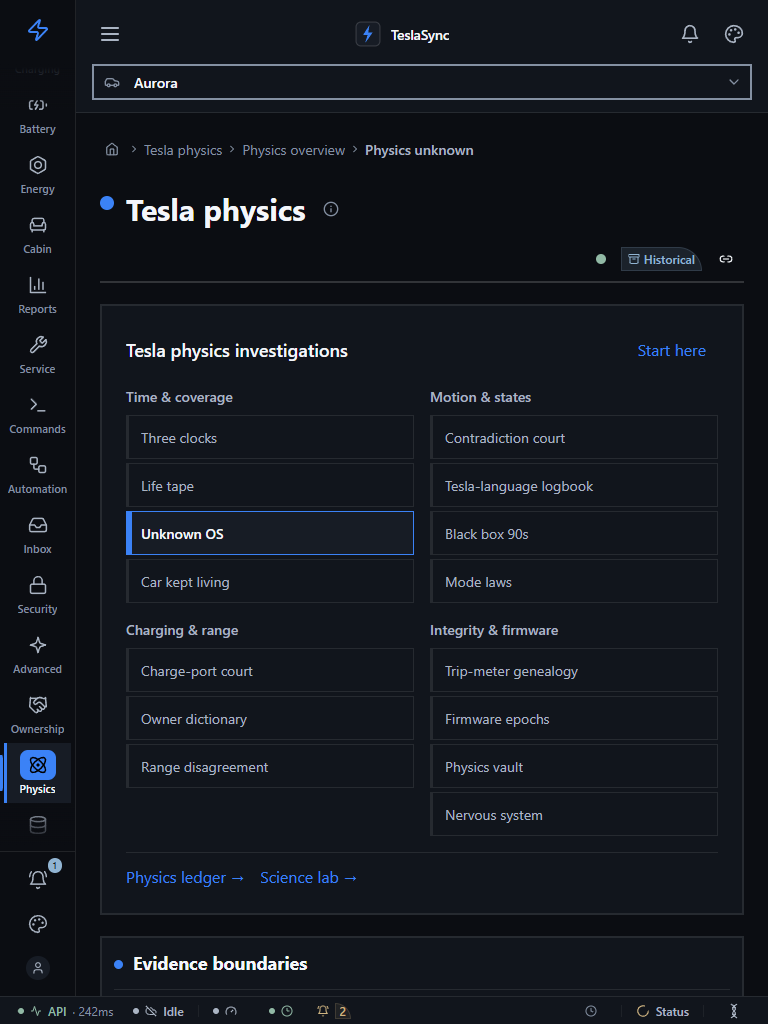 TeslaSync
Aurora
Charging
Battery
Energy
Cabin
Reports
Service
Commands
Automation
Inbox
Security
Advanced
Ownership
Physics
1
Tesla physics > Physics overview > Physics unknown
Tesla physics
Historical
Tesla physics investigations
Start here
Time & coverage
Three clocks
Life tape
Unknown OS
Car kept living
Motion & states
Contradiction court
Tesla-language logbook
Black box 90s
Mode laws
Charging & range
Charge-port court
Owner dictionary
Range disagreement
Integrity & firmware
Trip-meter genealogy
Firmware epochs
Physics vault
Nervous system
Physics ledger → Science lab →
Evidence boundaries
API · 242ms Idle 2 Status